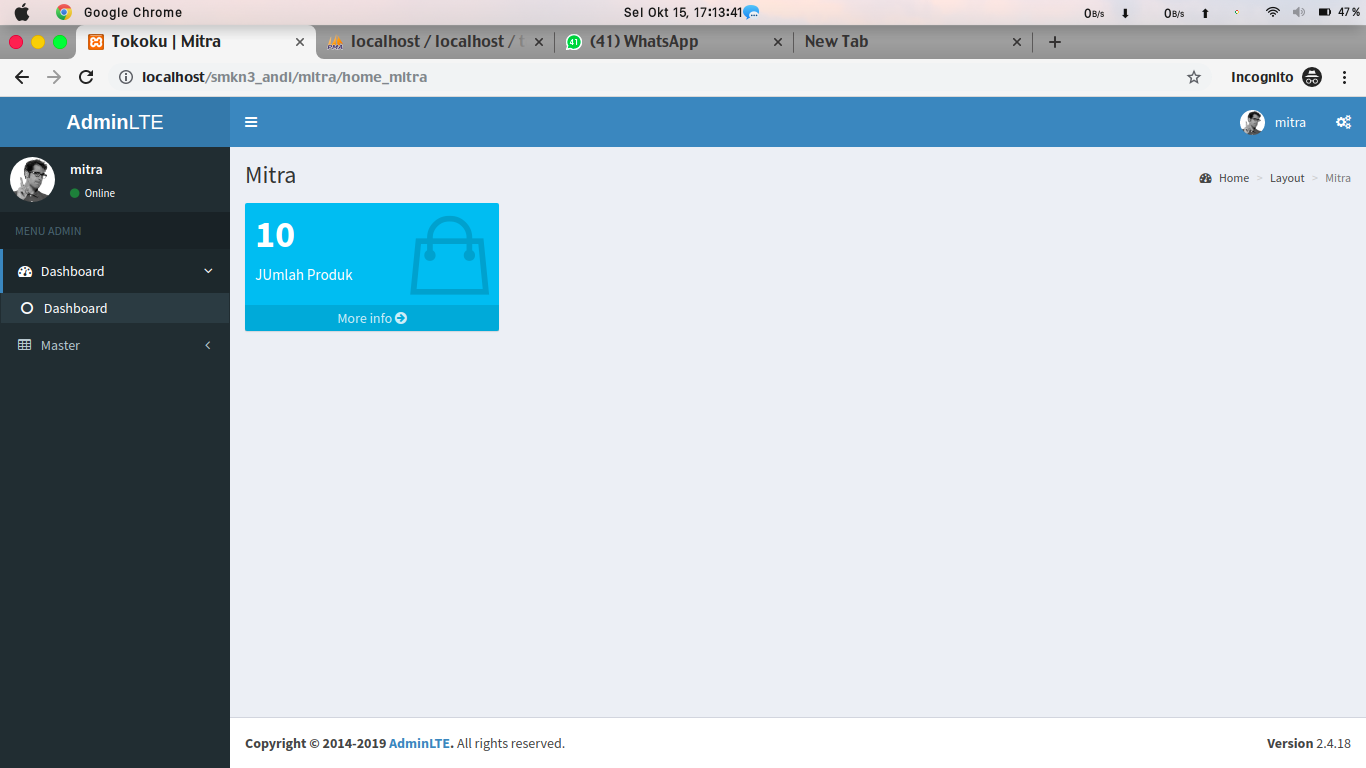 Google Chrome
Sel Okt 15, 17:13:41
0B/s
0B/s
47 %
Tokoku | Mitra
localhost / localhost / t
(41) WhatsApp
New Tab
localhost/smkn3_andI/mitra/home_mitra
Incognito
AdminLTE
mitra
mitra
Online
Mitra
Home > Layout > Mitra
MENU ADMIN
10
JUmlah Produk
More info
Dashboard
Dashboard
Master
Copyright © 2014-2019 AdminLTE. All rights reserved.
Version 2.4.18